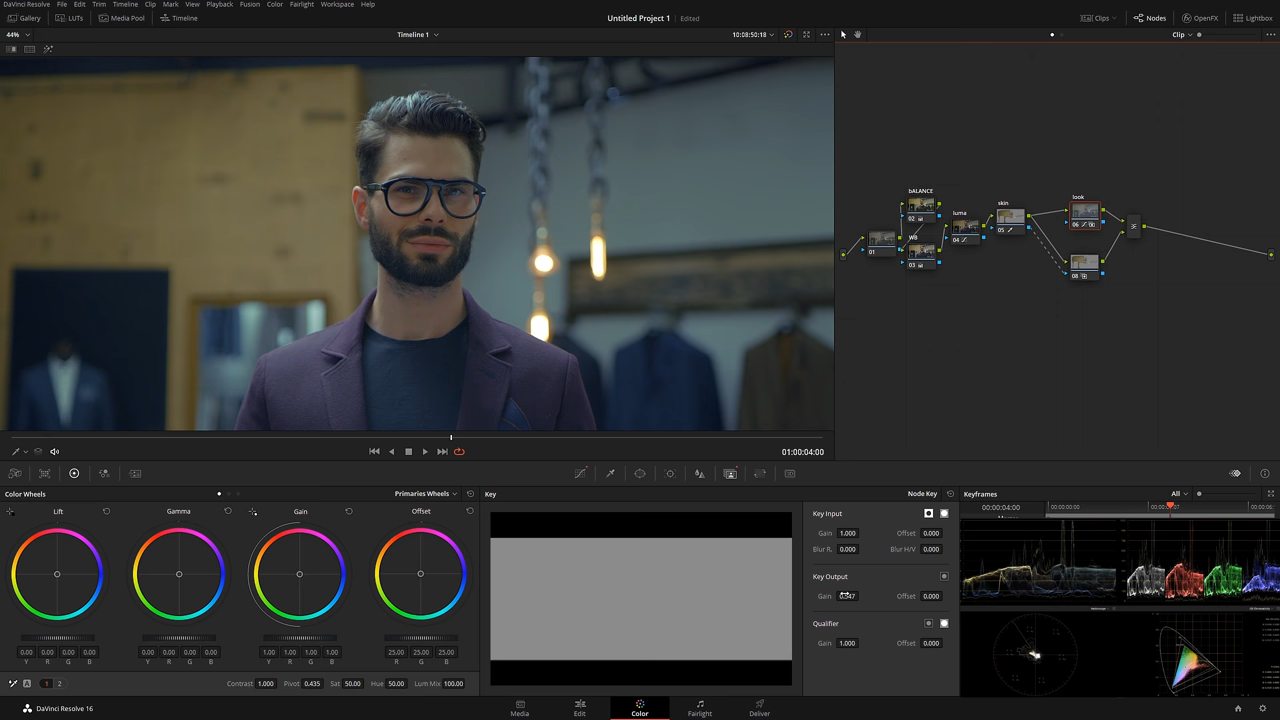 DaVinci Resolve File Edit Trim Timeline Clip Mark View Playback Fusion Color Fairlight Workspace Help
Gallery LUTs Media Pool Timeline Untitled Project 1 Edited Clips Nodes OpenFX Lightbox
44% Timeline 1 10:08:50:18 Clip
bALANCE
02
look
06
skin
05
luma
04
WB
03
01
08
01:00:04:00
Color Wheels Primaries Wheels Key Node Key Keyframes All
Lift Gamma Gain Offset
0.00 0.00 0.00 0.00 0.00 0.00 0.00 0.00 1.00 1.00 1.00 1.00 25.00 25.00 25.00
Y R G B Y R G B Y R G B R G B
A 1 2 Contrast 1.000 Pivot 0.435 Sat 50.00 Hue 50.00 Lum Mix 100.00
Key Input
Gain 1.000 Offset 0.000
Blur R. 0.000 Blur H/V 0.000
Key Output
Gain Offset 0.000
Qualifier
Gain 1.000 Offset 0.000
00:00:04:00 00:00:00:00
DaVinci Resolve 16 Media Edit Color Fairlight Deliver